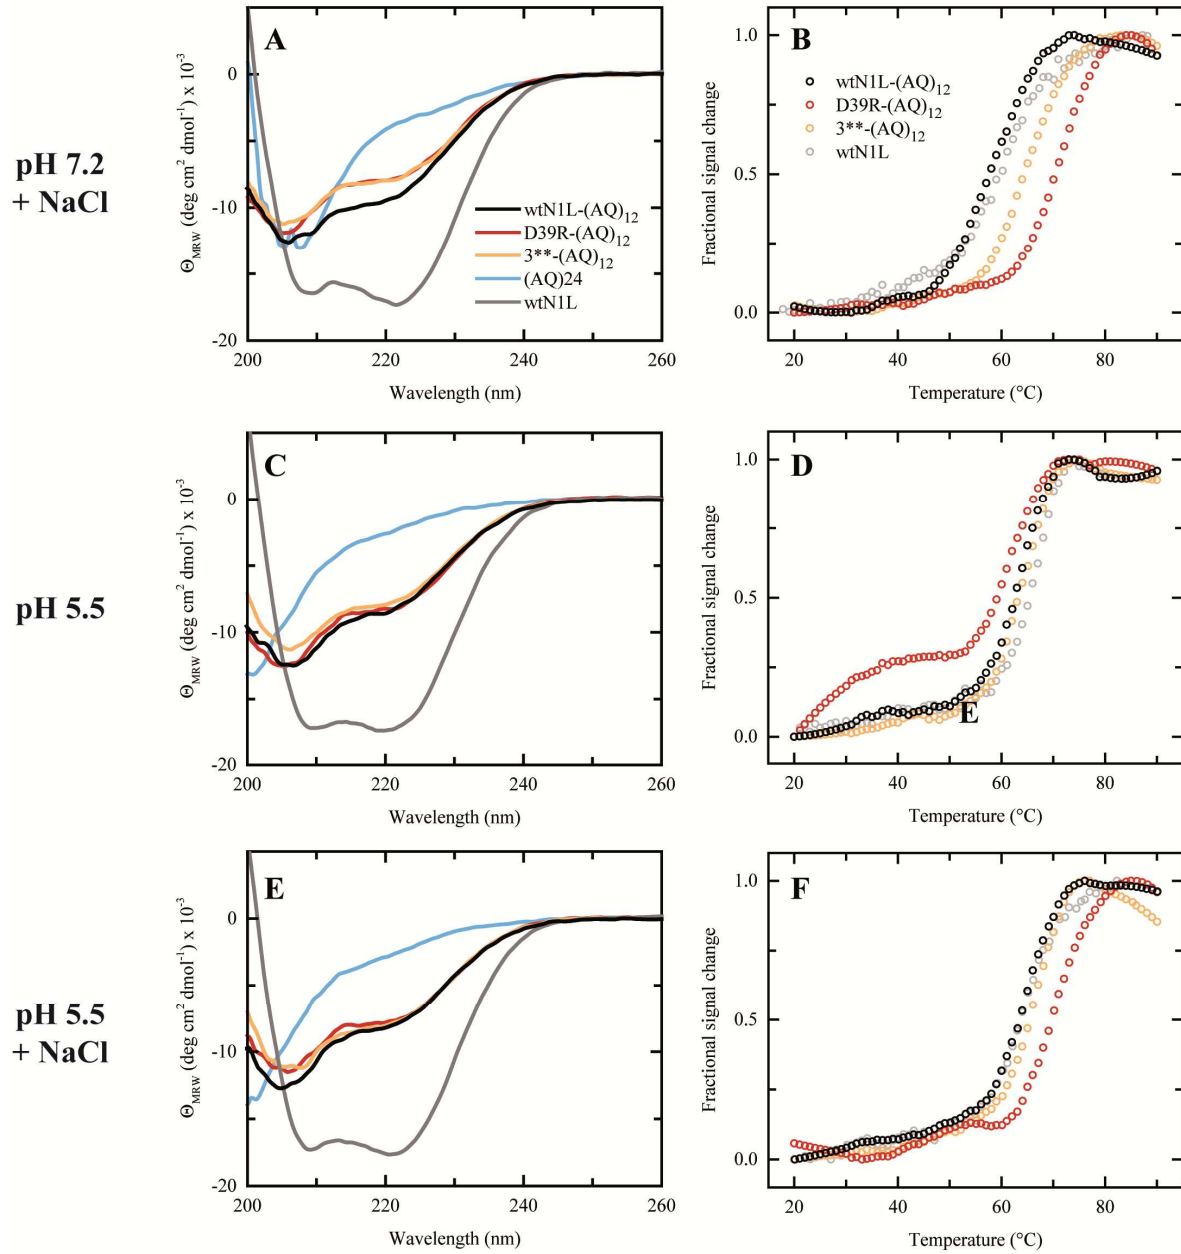 pH 7.2
+ NaCl
A
ΘMRW (deg cm² dmol⁻¹) x 10⁻³
0
-10
-20
200 220 240 260
Wavelength (nm)
wtN1L-(AQ)₁₂
D39R-(AQ)₁₂
3**-(AQ)₁₂
(AQ)24
wtN1L
B
Fractional signal change
1.0
0.5
0.0
20 40 60 80
Temperature (°C)
wtN1L-(AQ)₁₂
D39R-(AQ)₁₂
3**-(AQ)₁₂
wtN1L
pH 5.5
C
ΘMRW (deg cm² dmol⁻¹) x 10⁻³
0
-10
-20
200 220 240 260
Wavelength (nm)
D
Fractional signal change
1.0
0.5
0.0
E
20 40 60 80
Temperature (°C)
pH 5.5
+ NaCl
E
ΘMRW (deg cm² dmol⁻¹) x 10⁻³
0
-10
-20
200 220 240 260
Wavelength (nm)
F
Fractional signal change
1.0
0.5
0.0
20 40 60 80
Temperature (°C)